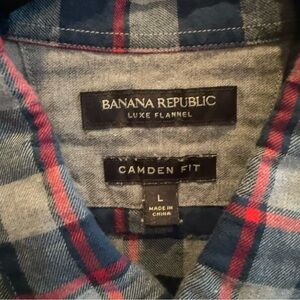 BANANA REPUBLIC
LUXE FLANNEL
CAMDEN FIT
L
MADE IN
CHINA